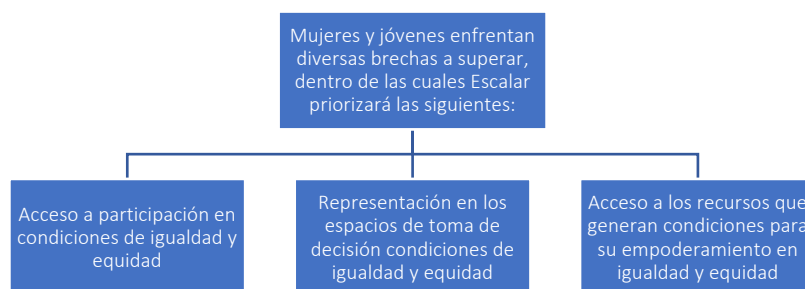 Mujeres y jóvenes enfrentan
diversas brechas a superar,
dentro de las cuales Escalar
priorizará las siguientes:
Acceso a participación en
condiciones de igualdad y
equidad
Representación en los
espacios de toma de
decisión condiciones de
igualdad y equidad
Acceso a los recursos que
generan condiciones para
su empoderamiento en
igualdad y equidad